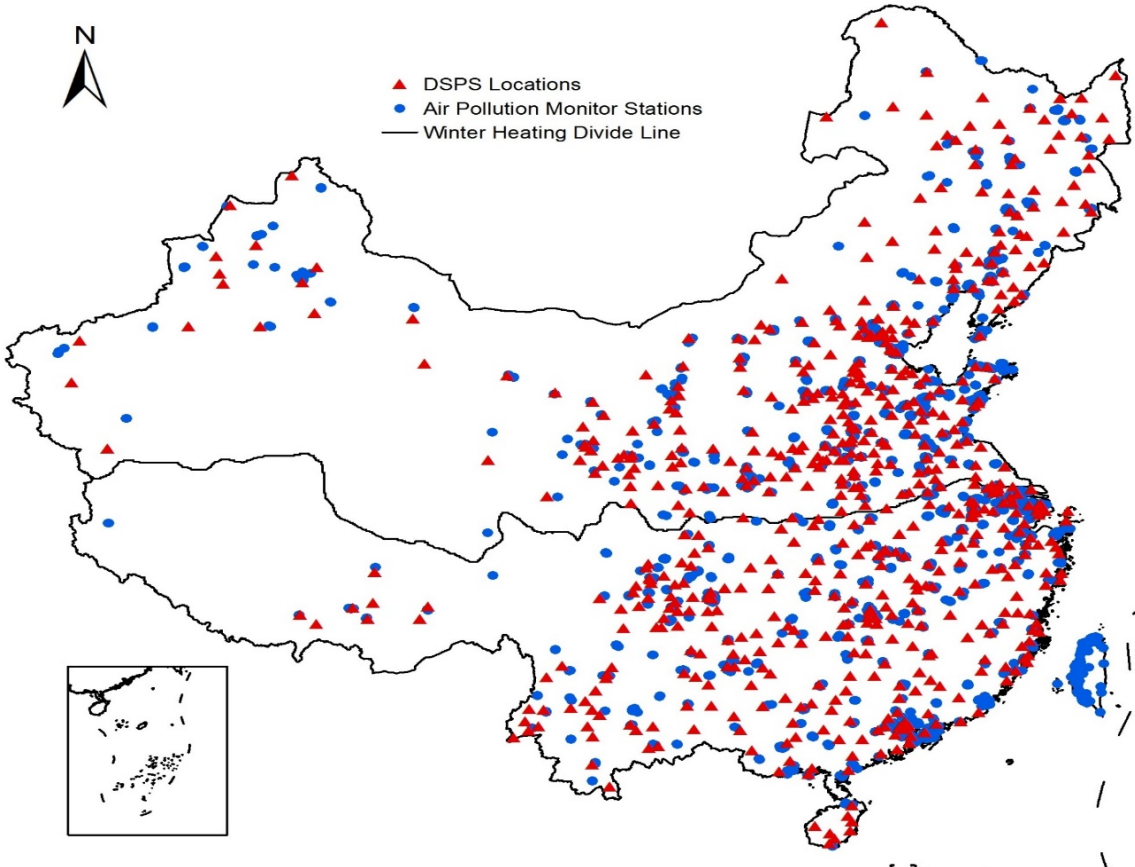 N
DSPS Locations
Air Pollution Monitor Stations
Winter Heating Divide Line